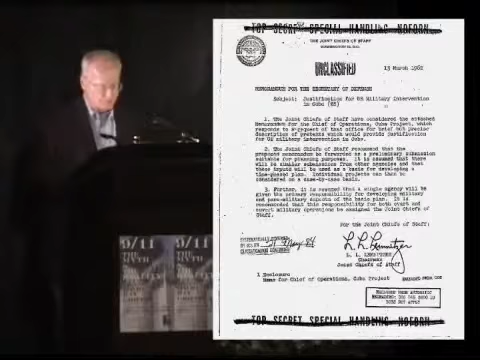 TOP SECRET SPECIAL HANDLING NOFORN
THE JOINT CHIEFS OF STAFF
UNCLASSIFIED
13 March 1962
MEMORANDUM FOR THE SECRETARY OF DEFENSE
Subject: Justification for US Military Intervention
in Cuba (TS)
1. The Joint Chiefs of Staff have considered the attached
Memorandum for the Chief of Operations, Cuba Project, which
responds to a request of that office for brief but precise
description of pretexts which would provide justification
for US military intervention in Cuba.
2. The Joint Chiefs of Staff recommend that the
proposed memorandum be forwarded as a preliminary submission
suitable for planning purposes. It is assumed that there
will be similar submissions from other agencies and that
these inputs will be used as a basis for developing a
time-phased plan. Individual projects can then be
considered on a case-by-case basis.
3. Further, it is assumed that a single agency will be
given the primary responsibility for developing military
and para-military aspects of the basic plan. It is
recommended that this responsibility for both overt and
covert military operations be assigned the Joint Chiefs of
Staff.
For the Joint Chiefs of Staff:
L. L. Lemnitzer
L. L. LEMNITZER
Chairman
Joint Chiefs of Staff
1 Enclosure
Memo for Chief of Operations, Cuba Project
TOP SECRET SPECIAL HANDLING NOFORN
9/11
9/11